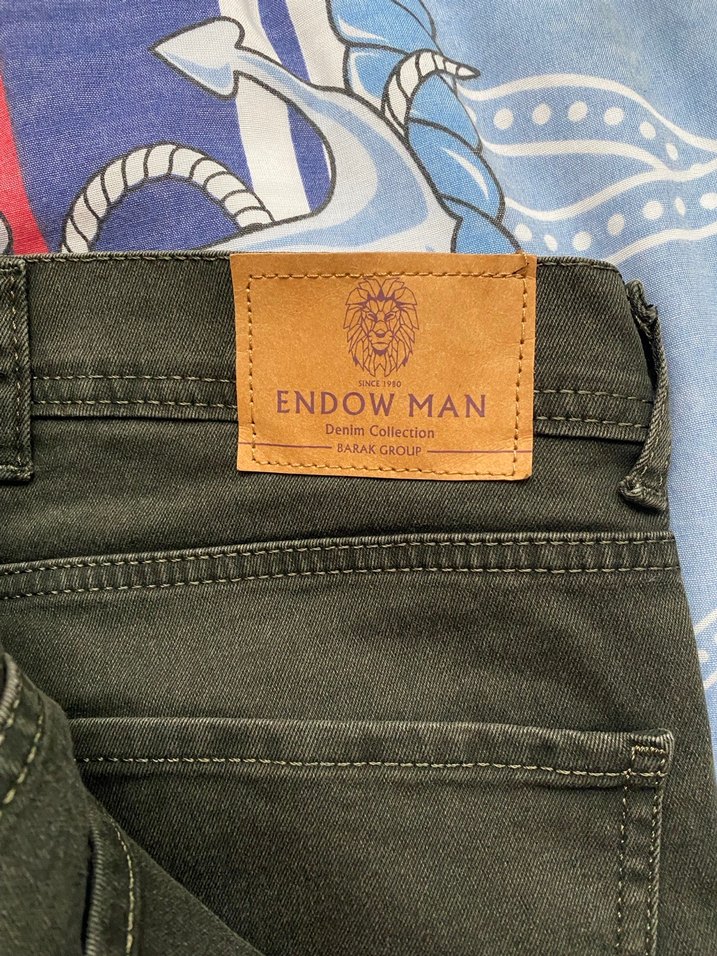 SINCE 1980
ENDOW MAN
Denim Collection
BARAK GROUP